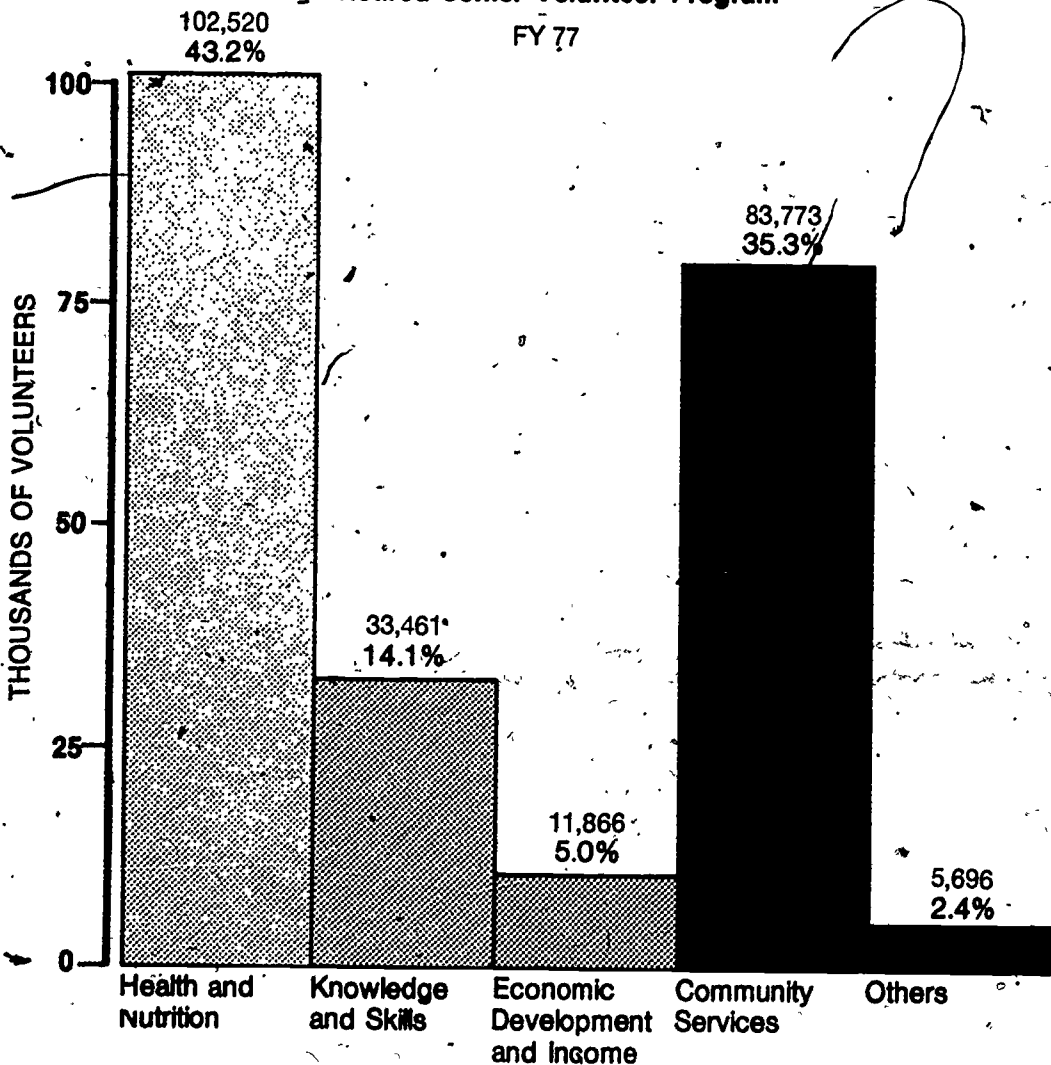 Retired Senior Volunteer Program
FY 77
102,520
43.2%
100
83,773
35.3%
75
THOUSANDS OF VOLUNTEERS
50
33,461
14.1%
25
11,866
5.0%
5,696
2.4%
0
Health and
Nutrition
Knowledge
and Skills
Economic
Development
and Income
Community
Services
Others